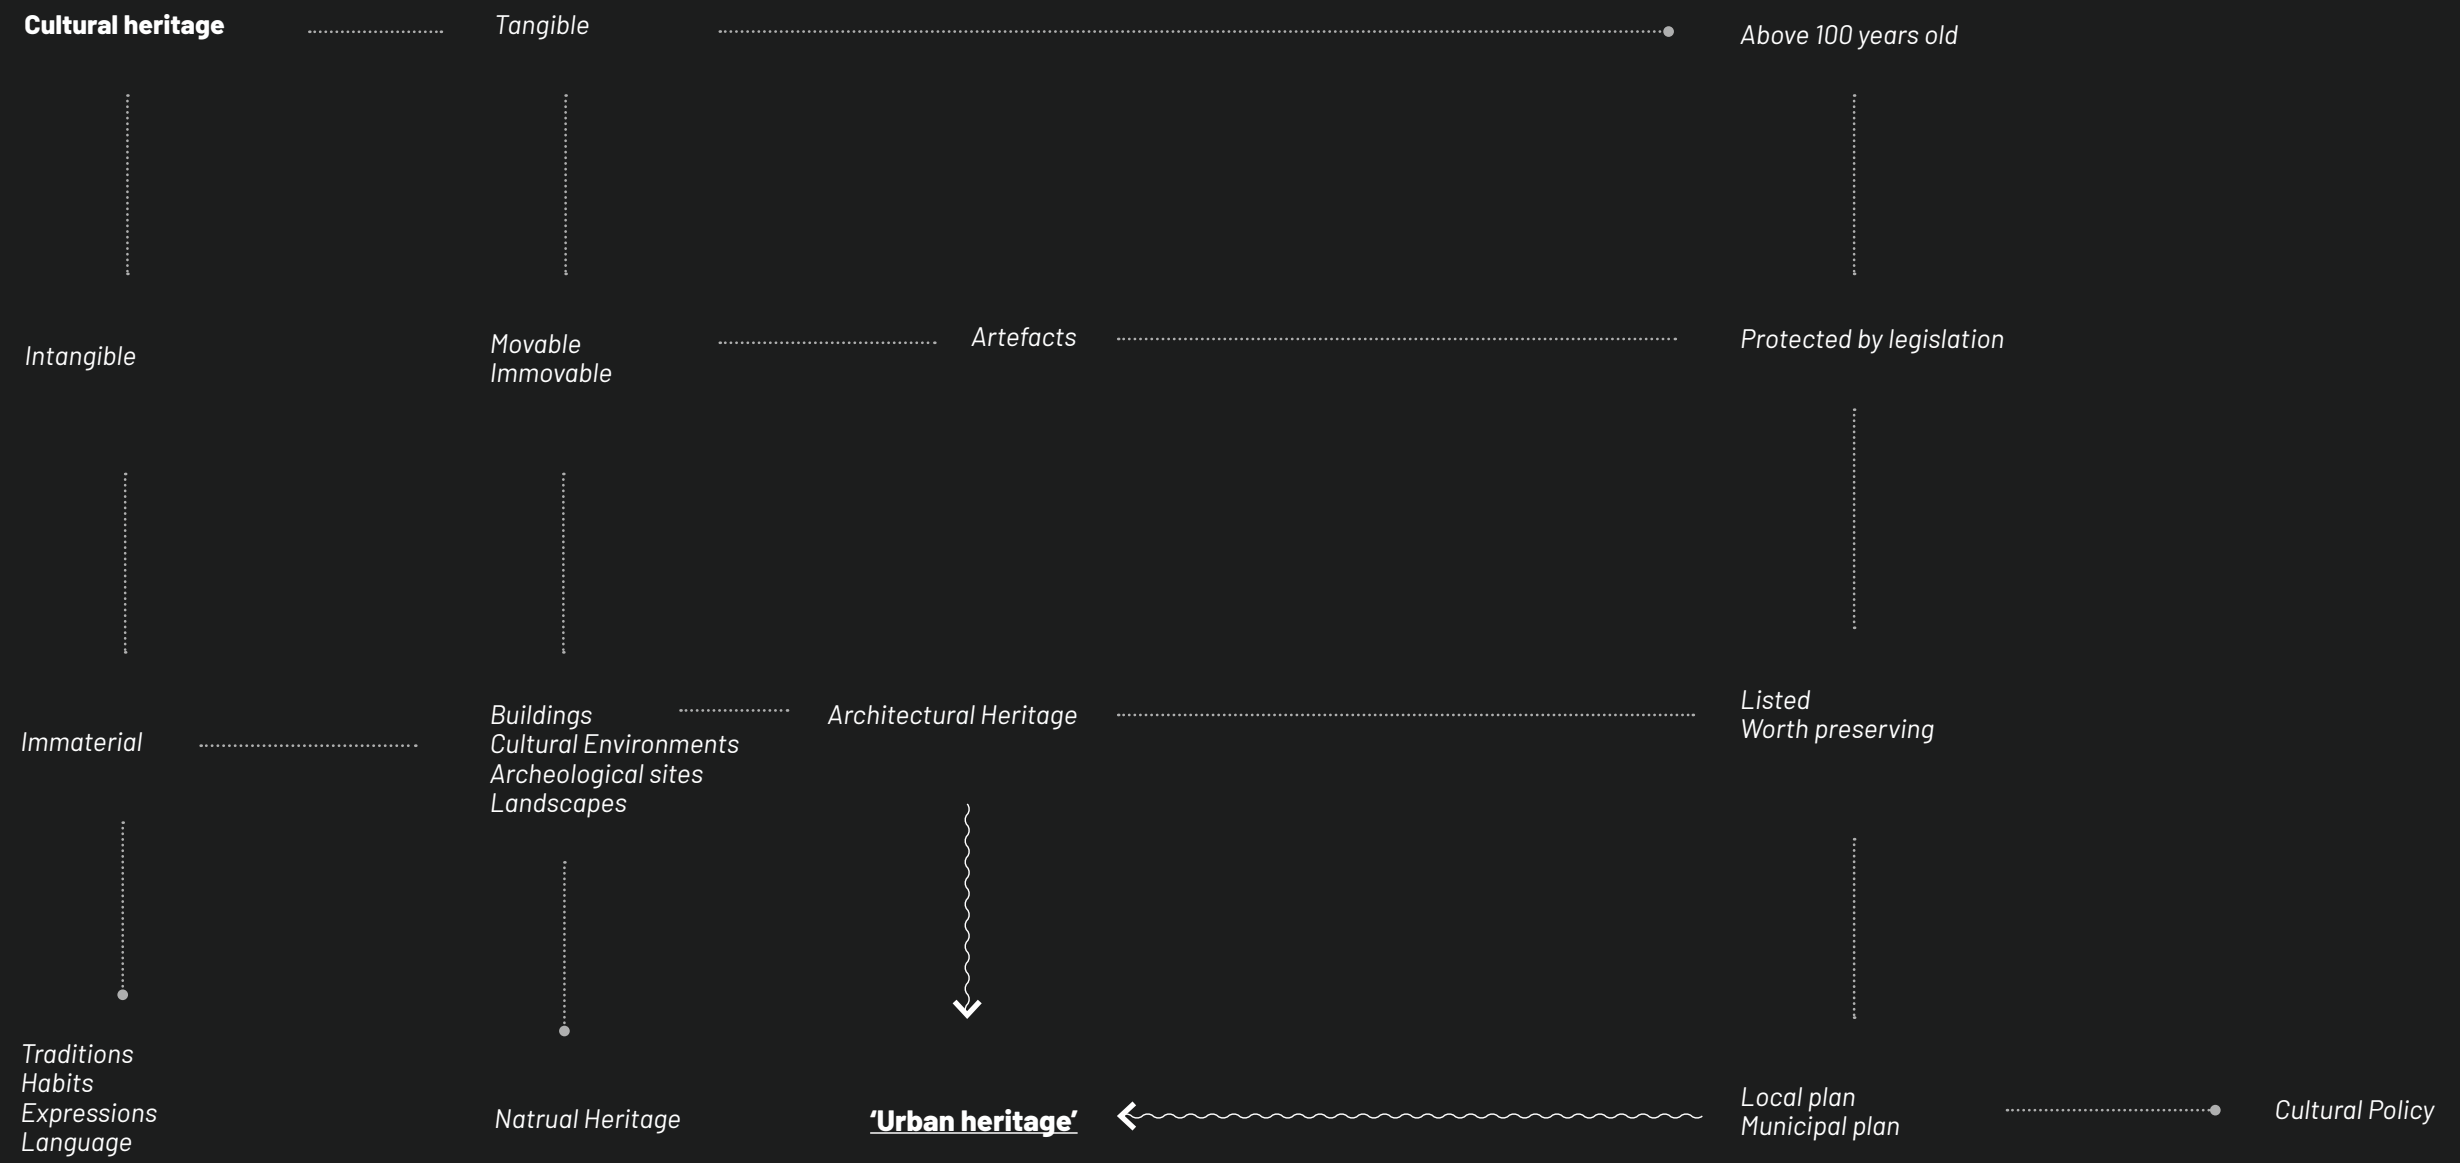 Cultural heritage
Tangible
Above 100 years old
Intangible
Movable
Immovable
Artefacts
Protected by legislation
Immaterial
Buildings
Cultural Environments
Archeological sites
Landscapes
Architectural Heritage
Listed
Worth preserving
Traditions
Habits
Expressions
Language
Natrual Heritage
‘Urban heritage’
Local plan
Municipal plan
Cultural Policy